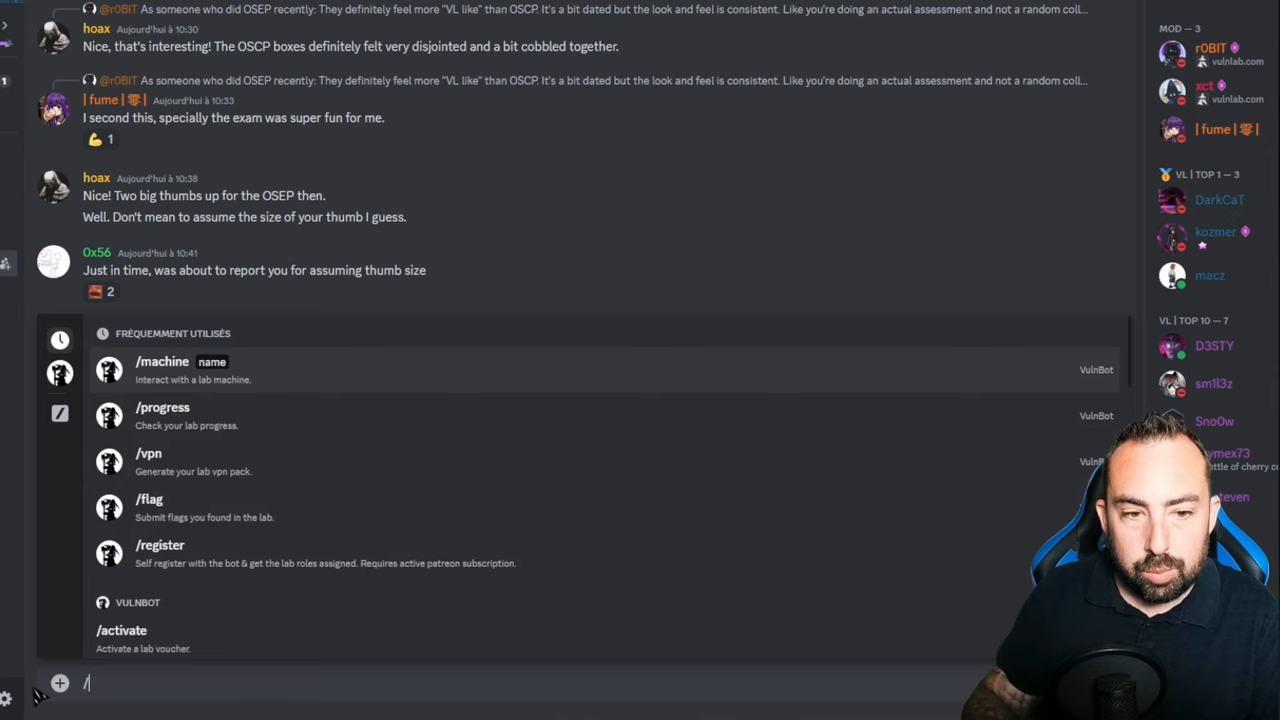 @r0BIT As someone who did OSEP recently: They definitely feel more "VL like" than OSCP. It's a bit dated but the look and feel is consistent. Like you're doing an actual assessment and not a random coll...
hoax Aujourd'hui à 10:30
Nice, that's interesting! The OSCP boxes definitely felt very disjointed and a bit cobbled together.
@r0BIT As someone who did OSEP recently: They definitely feel more "VL like" than OSCP. It's a bit dated but the look and feel is consistent. Like you're doing an actual assessment and not a random coll...
| fume | 零 | Aujourd'hui à 10:33
I second this, specially the exam was super fun for me.
💪 1
hoax Aujourd'hui à 10:38
Nice! Two big thumbs up for the OSEP then.
Well. Don't mean to assume the size of your thumb I guess.
0x56 Aujourd'hui à 10:41
Just in time, was about to report you for assuming thumb size
2
FRÉQUEMMENT UTILISÉS
/machine name
Interact with a lab machine.
VulnBot
/progress
Check your lab progress.
VulnBot
/vpn
Generate your lab vpn pack.
/flag
Submit flags you found in the lab.
/register
Self register with the bot & get the lab roles assigned. Requires active patreon subscription.
VULNBOT
/activate
Activate a lab voucher.
/
1
MOD — 3
r0BIT
vulnlab.com
xct
vulnlab.com
| fume | 零 |
VL | TOP 1 — 3
DarkCaT
kozmer
macz
VL | TOP 10 — 7
D3STY
sm1l3z
Sno0w